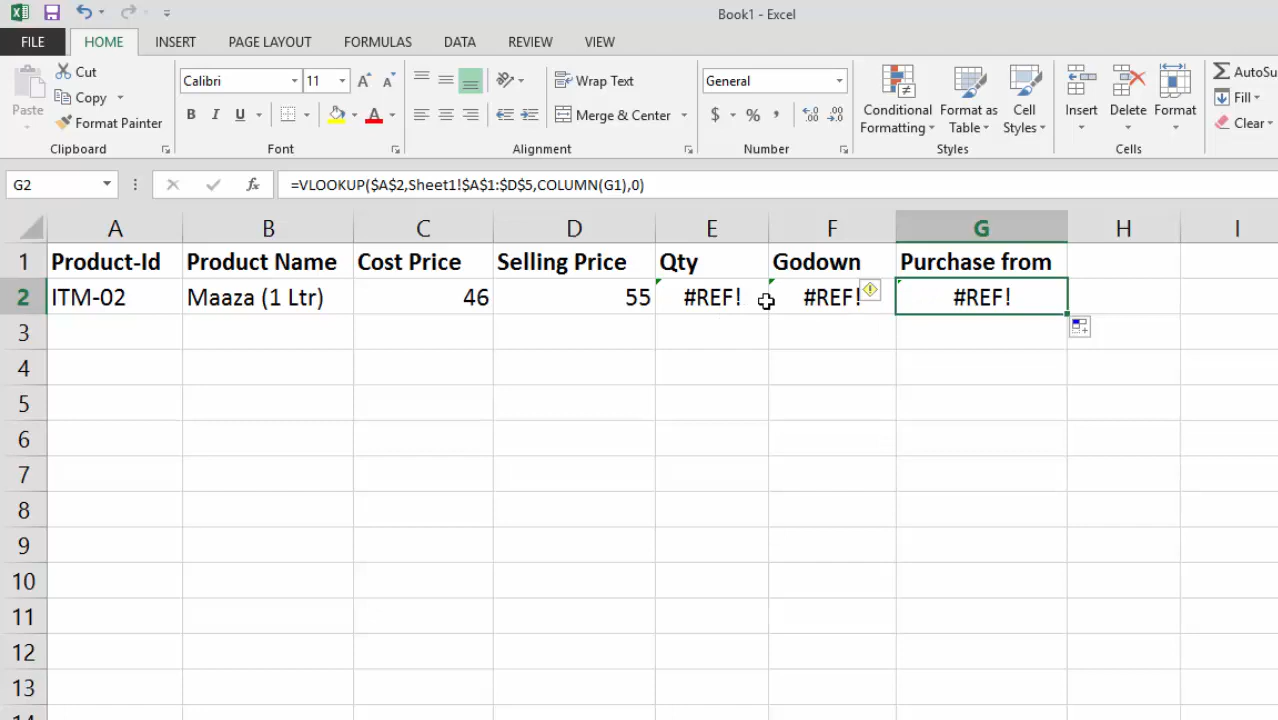 Book1 - Excel
FILE HOME INSERT PAGE LAYOUT FORMULAS DATA REVIEW VIEW
Paste
Cut
Copy
Format Painter
Clipboard
Calibri 11
B I U A
Font
Wrap Text
Merge & Center
Alignment
General
$ % ,
Number
Conditional Formatting
Format as Table
Cell Styles
Styles
Insert
Delete
Format
Cells
AutoSu
Fill
Clear
G2 fx =VLOOKUP($A$2,Sheet1!$A$1:$D$5,COLUMN(G1),0)
A B C D E F G H I
1 Product-Id Product Name Cost Price Selling Price Qty Godown Purchase from
2 ITM-02 Maaza (1 Ltr) 46 55 #REF! #REF! #REF!
3
4
5
6
7
8
9
10
11
12
13
14